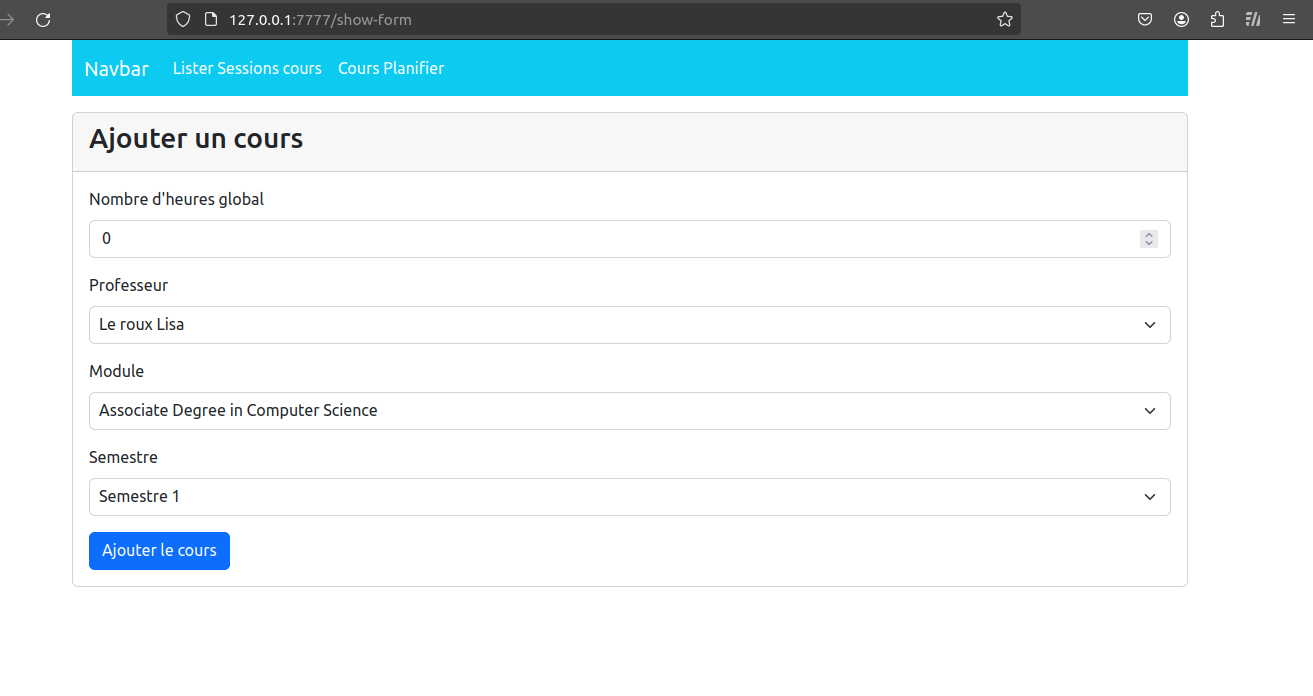 127.0.0.1:7777/show-form
Navbar Lister Sessions cours Cours Planifier
Ajouter un cours
Nombre d'heures global
0
Professeur
Le roux Lisa
Module
Associate Degree in Computer Science
Semestre
Semestre 1
Ajouter le cours